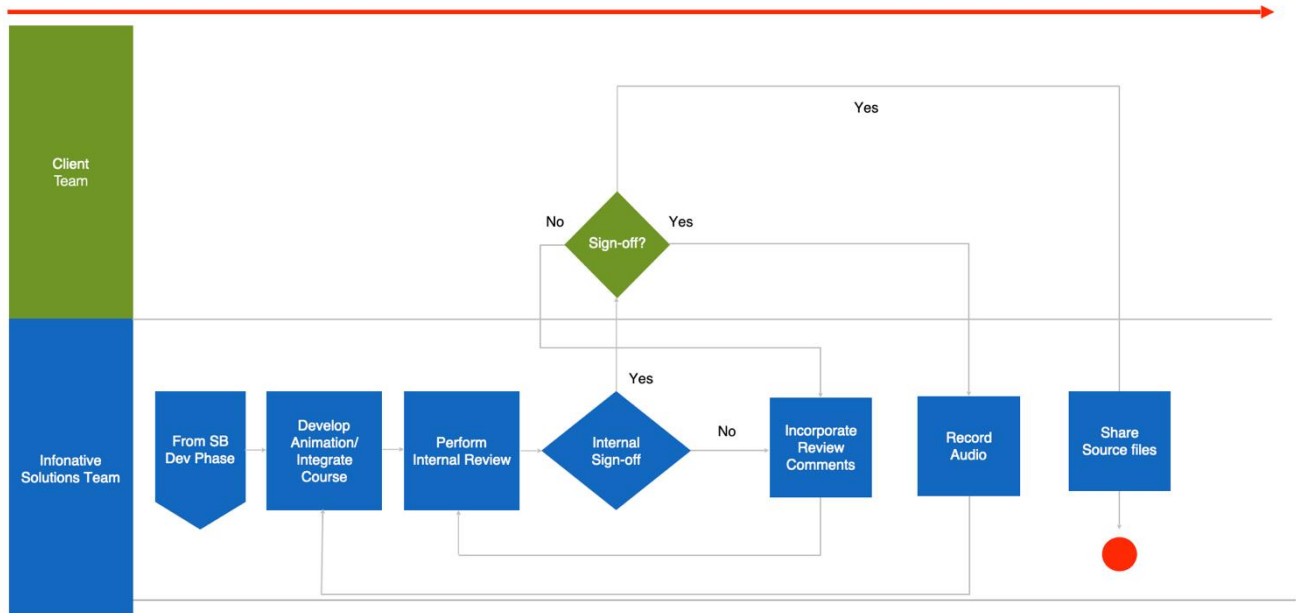 Yes
Client
Team
No
Yes
Sign-off?
Yes
Infonative
Solutions Team
From SB
Dev Phase
Develop
Animation/
Integrate
Course
Perform
Internal Review
Internal
Sign-off
No
Incorporate
Review
Comments
Record
Audio
Share
Source files